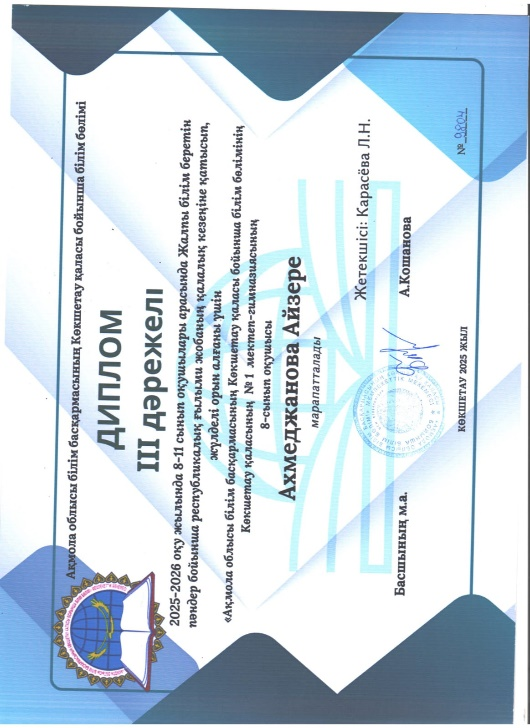 Ақмола облысы білім басқармасының Көкшетау қаласы бойынша білім бөлімі
ДИПЛОМ
III дәрежелі
2025-2026 оқу жылында 8-11 сынып оқушылары арасында Жалпы білім беретін
пәндер бойынша республикалық ғылыми жобаның қалалық кезеңіне қатысып,
жүлделі орын алғаны үшін
«Ақмола облысы білім басқармасының Көкшетау қаласы бойынша білім бөлімінің
Көкшетау қаласының №1 мектеп-гимназиясының
8-сынып оқушысы
Ахмеджанова Айзере
марапатталады
Жетекшісі: Карасёва Л.Н.
Басшының м.а. А.Кошанова
КӨКШЕТАУ 2025 ЖЫЛ
№ 9804